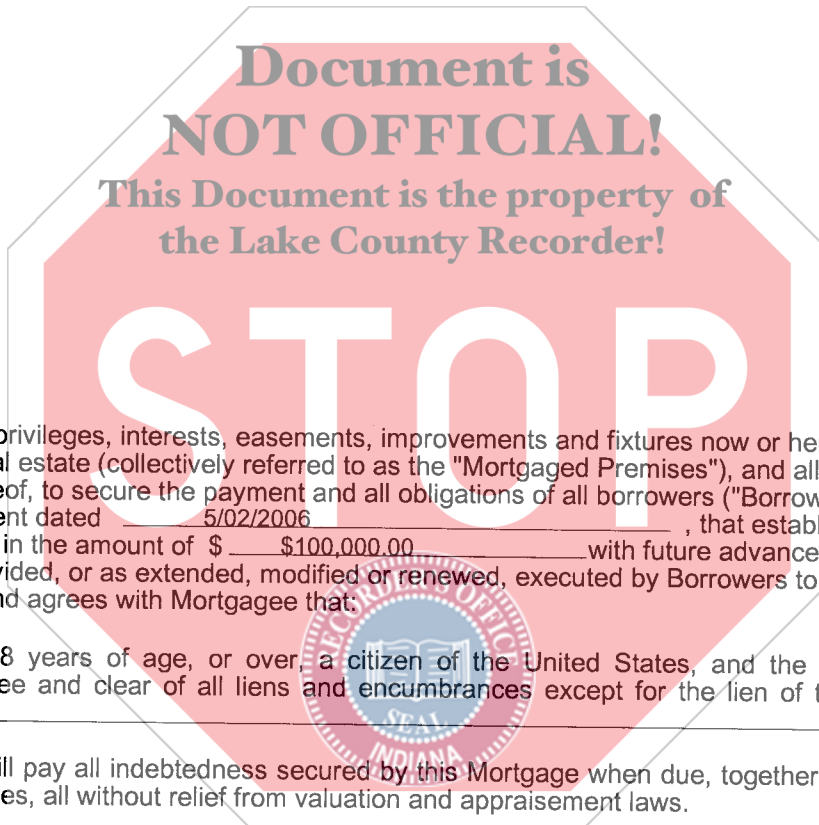 Document is
NOT OFFICIAL!
This Document is the property of
the Lake County Recorder!
STOP
privileges, interests, easements, improvements and fixtures now or he
al estate (collectively referred to as the "Mortgaged Premises"), and all
eof, to secure the payment and all obligations of all borrowers ("Borrow
ent dated 5/02/2006 , that establ
in the amount of $ $100,000.00 with future advance
vided, or as extended, modified or renewed, executed by Borrowers to
nd agrees with Mortgagee that:
8 years of age, or over, a citizen of the United States, and the
ee and clear of all liens and encumbrances except for the lien of t
RECORDER'S OFFICE
SEAL
INDIANA
ill pay all indebtedness secured by this Mortgage when due, together
es, all without relief from valuation and appraisement laws.